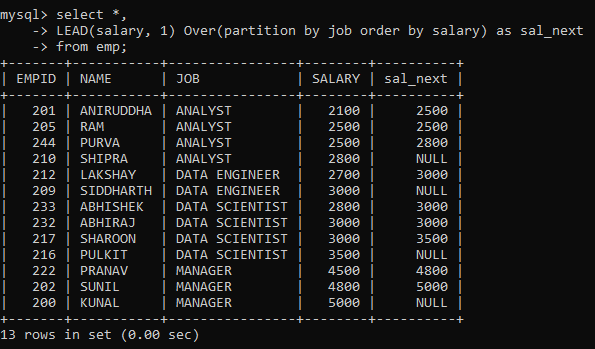 mysql> select *,
    -> LEAD(salary, 1) Over(partition by job order by salary) as sal_next
    -> from emp;
+-------+-----------+----------------+--------+----------+
| EMPID | NAME      | JOB            | SALARY | sal_next |
+-------+-----------+----------------+--------+----------+
|   201 | ANIRUDDHA | ANALYST        |   2100 |     2500 |
|   205 | RAM       | ANALYST        |   2500 |     2500 |
|   244 | PURVA     | ANALYST        |   2500 |     2800 |
|   210 | SHIPRA    | ANALYST        |   2800 |     NULL |
|   212 | LAKSHAY   | DATA ENGINEER  |   2700 |     3000 |
|   209 | SIDDHARTH | DATA ENGINEER  |   3000 |     NULL |
|   233 | ABHISHEK  | DATA SCIENTIST |   2800 |     3000 |
|   232 | ABHIRAJ   | DATA SCIENTIST |   3000 |     3000 |
|   217 | SHAROON   | DATA SCIENTIST |   3000 |     3500 |
|   216 | PULKIT    | DATA SCIENTIST |   3500 |     NULL |
|   222 | PRANAV    | MANAGER        |   4500 |     4800 |
|   202 | SUNIL     | MANAGER        |   4800 |     5000 |
|   200 | KUNAL     | MANAGER        |   5000 |     NULL |
+-------+-----------+----------------+--------+----------+
13 rows in set (0.00 sec)